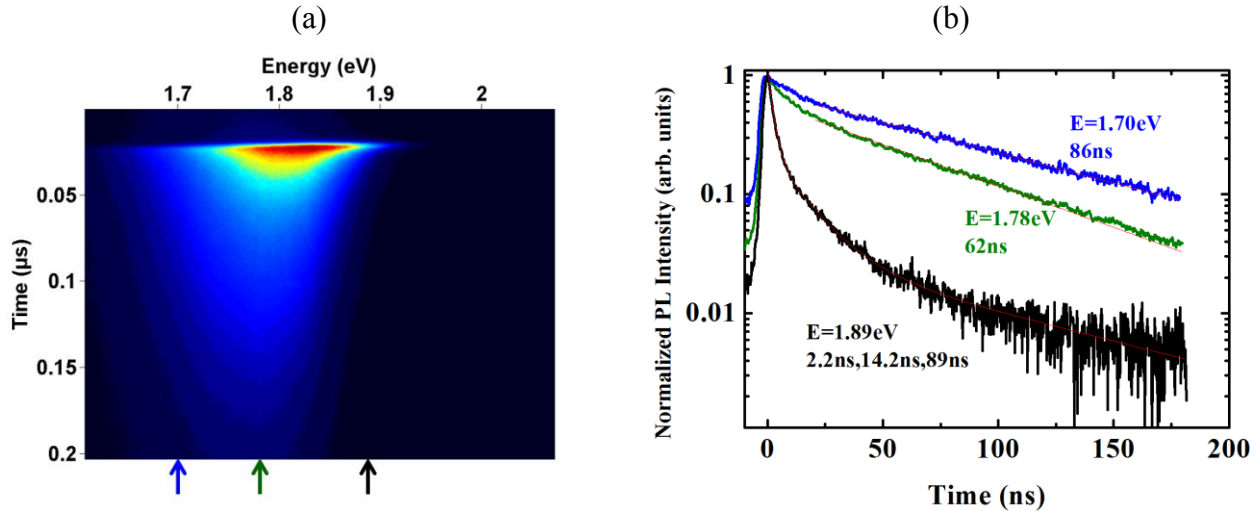 (a)
(b)
Energy (eV)
1.7 1.8 1.9 2
Time (µs)
0.05
0.1
0.15
0.2
Normalized PL Intensity (arb. units)
1
0.1
0.01
E=1.70eV
86ns
E=1.78eV
62ns
E=1.89eV
2.2ns,14.2ns,89ns
0 50 100 150 200
Time (ns)